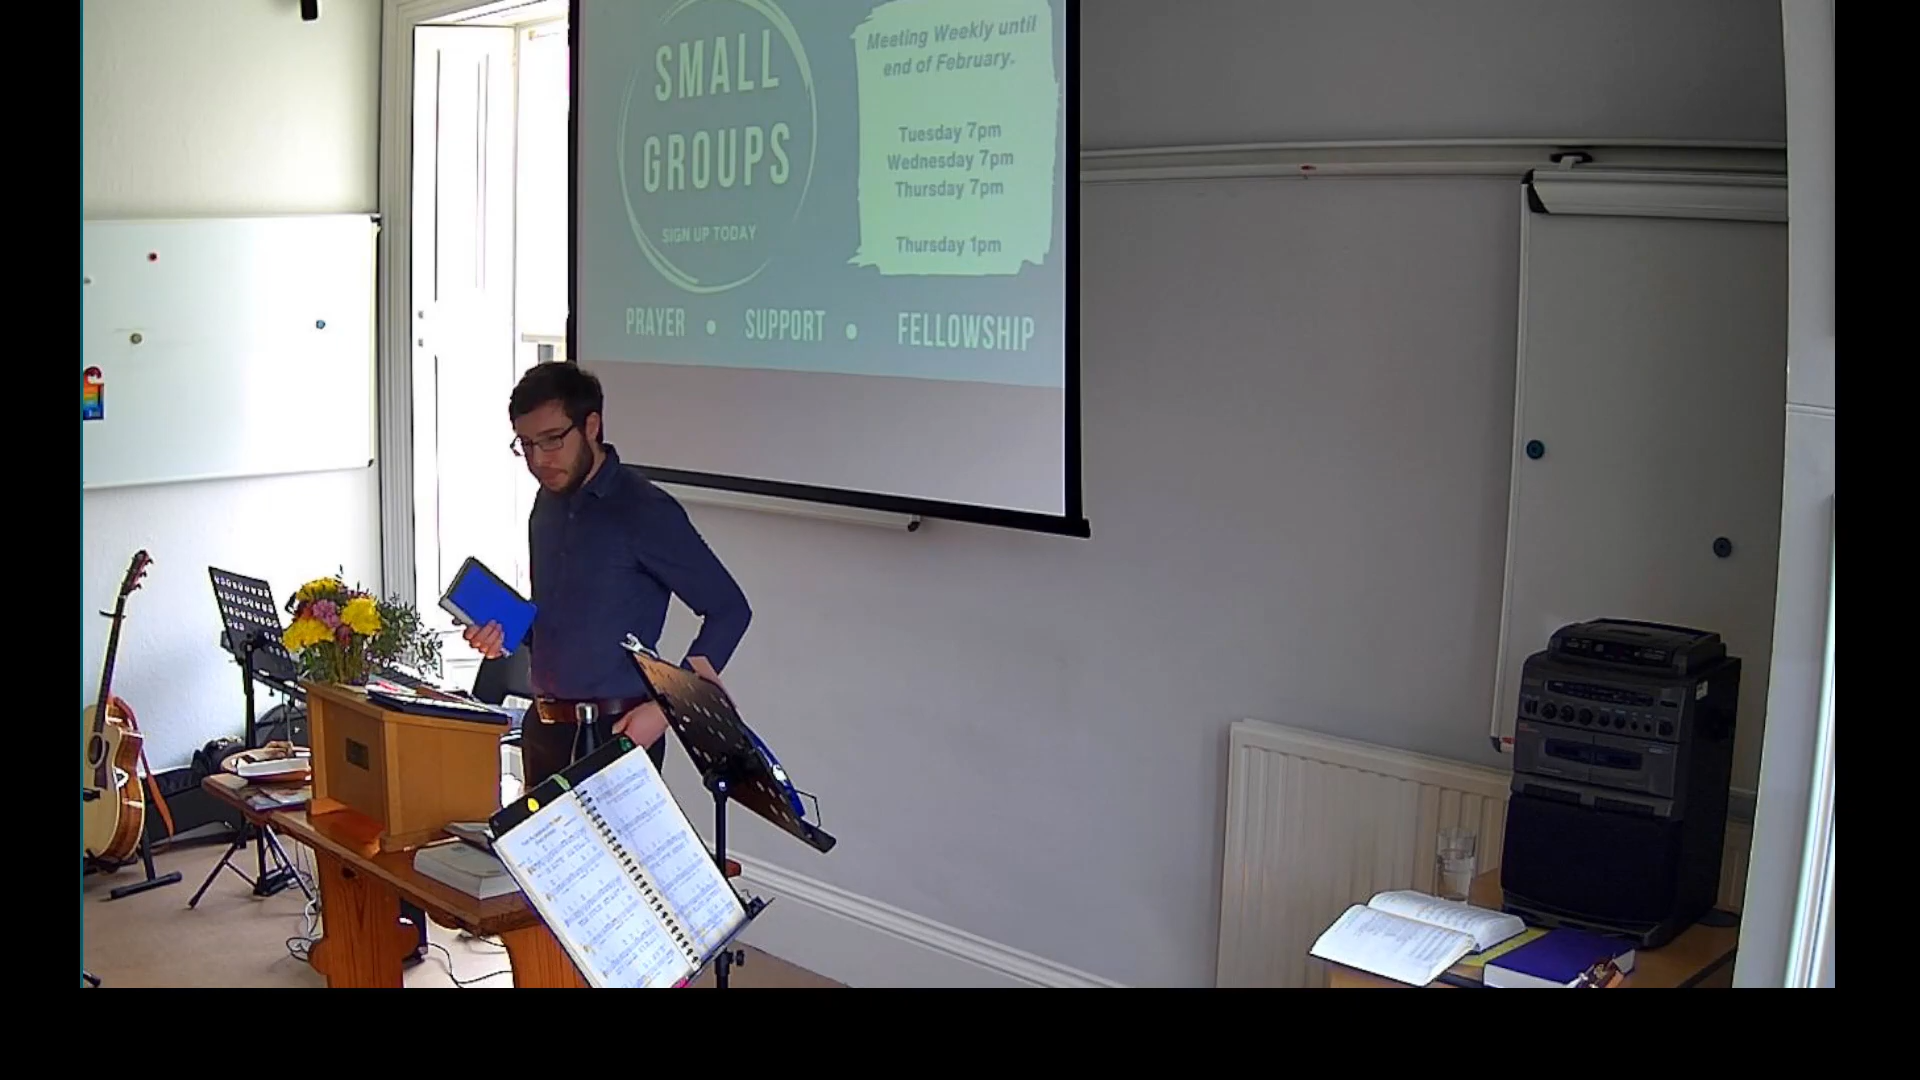 SMALL
GROUPS
SIGN UP TODAY
Meeting Weekly until
end of February.
Tuesday 7pm
Wednesday 7pm
Thursday 7pm
Thursday 1pm
PRAYER • SUPPORT • FELLOWSHIP